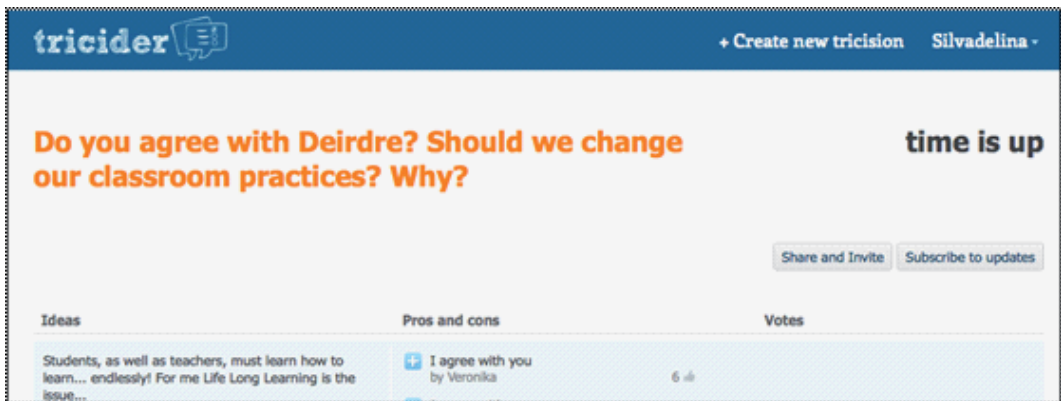 tricider
+ Create new tricision Silvadelina
Do you agree with Deirdre? Should we change
our classroom practices? Why?
time is up
Share and Invite Subscribe to updates
Ideas Pros and cons Votes
Students, as well as teachers, must learn how to
learn... endlessly! For me Life Long Learning is the
issue...
I agree with you
by Veronika 6